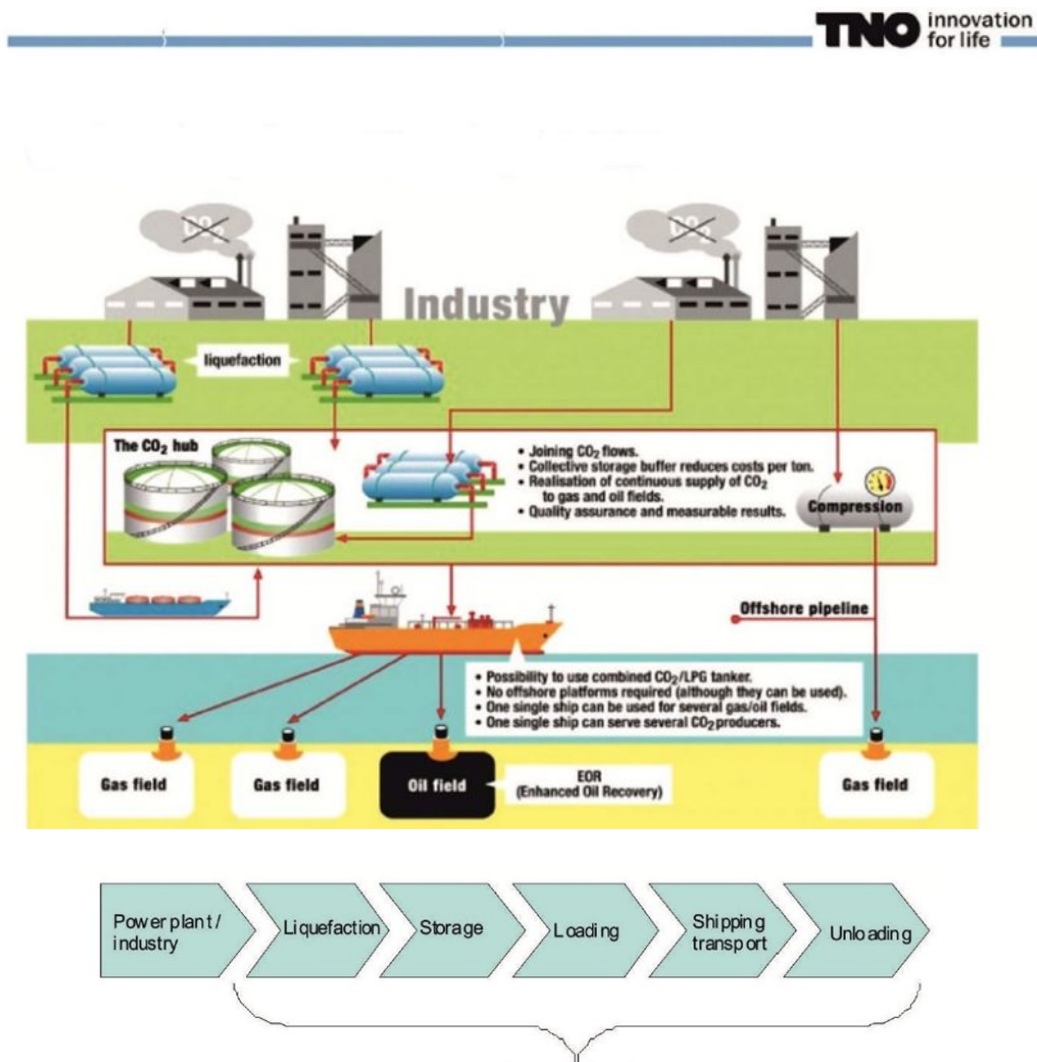 TNO innovation
for life
CO2
CO2
Industry
liquefaction
The CO2 hub
• Joining CO2 flows.
• Collective storage buffer reduces costs per ton.
• Realisation of continuous supply of CO2
to gas and oil fields.
• Quality assurance and measurable results.
Compression
Offshore pipeline
• Possibility to use combined CO2/LPG tanker.
• No offshore platforms required (although they can be used).
• One single ship can be used for several gas/oil fields.
• One single ship can serve several CO2 producers.
Gas field
Gas field
Oil field
EOR
(Enhanced Oil Recovery)
Gas field
Power plant /
industry
Liquefaction
Storage
Loading
Shipping
transport
Unloading